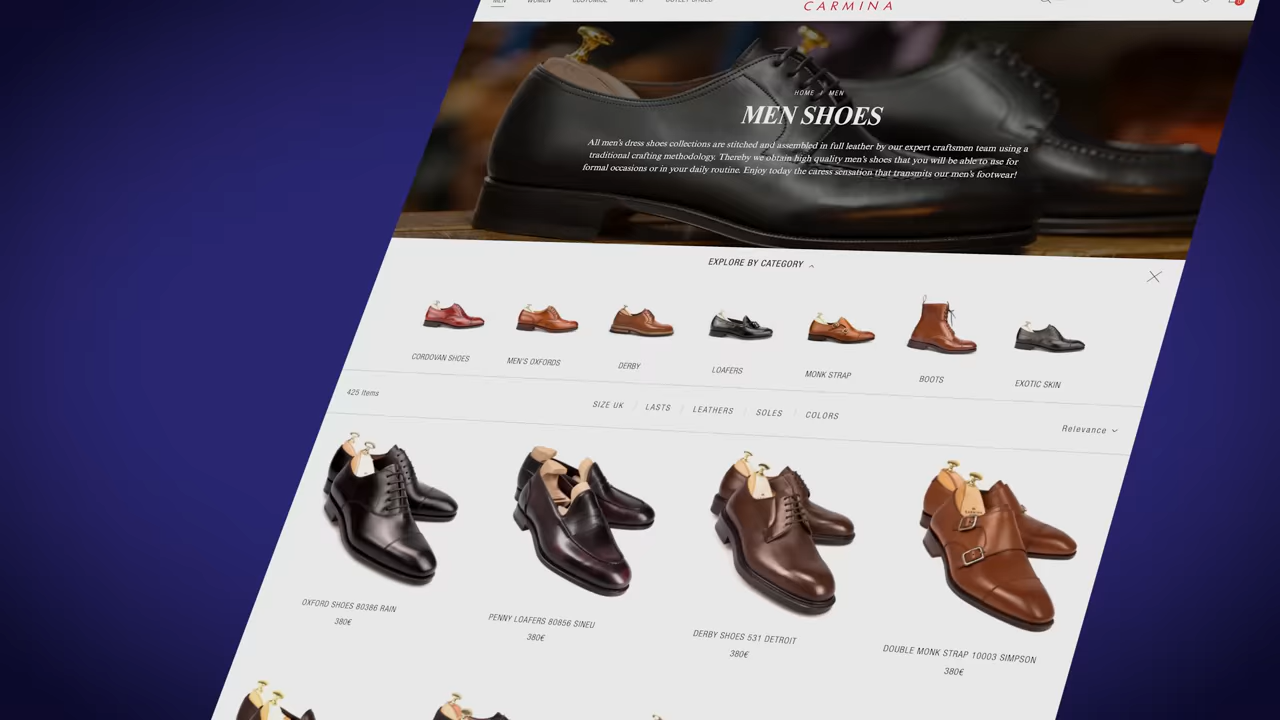 CARMINA
HOME / MEN
MEN SHOES
All men's dress shoes collections are stitched and assembled in full leather by our expert craftsmen team using a
traditional crafting methodology. Thereby we obtain high quality men's shoes that you will be able to use for
formal occasions or in your daily routine. Enjoy today the caress sensation that transmits our men's footwear!
EXPLORE BY CATEGORY
CORDOVAN SHOES
MEN'S OXFORDS
DERBY
LOAFERS
MONK STRAP
BOOTS
EXOTIC SKIN
425 Items
SIZE UK / LASTS / LEATHERS / SOLES / COLORS
Relevance
OXFORD SHOES 80386 RAIN
380€
PENNY LOAFERS 80856 SINEU
380€
DERBY SHOES 531 DETROIT
380€
DOUBLE MONK STRAP 10003 SIMPSON
380€